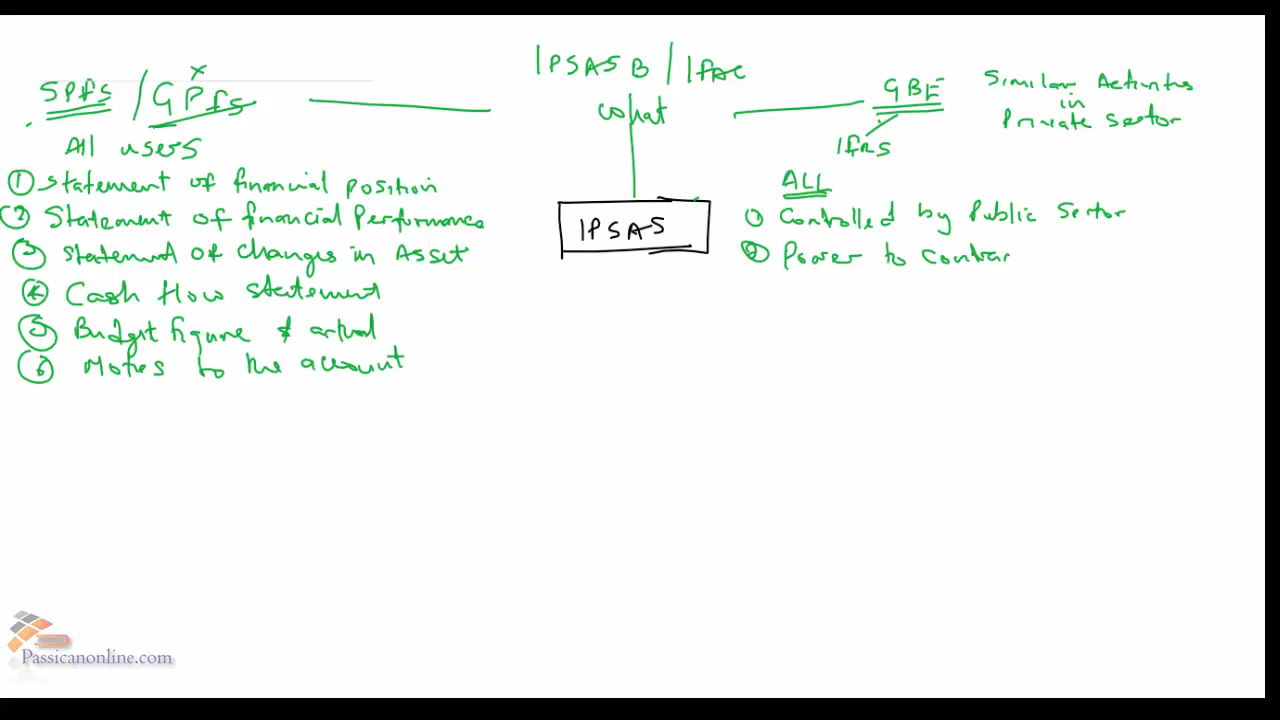 IPSASB / IFAC
what
IPSAS
SPfs / GPfs
x
All users
① Statement of financial position
② Statement of financial Performance
③ Statement of changes in Asset
④ Cash flow statement
⑤ Budget figure & actual
⑥ Notes to the account
GBE
IFRS
Similar Activities
in
Private sector
ALL
① Controlled by Public Sector
② Power to contrac
Passicanonline.com